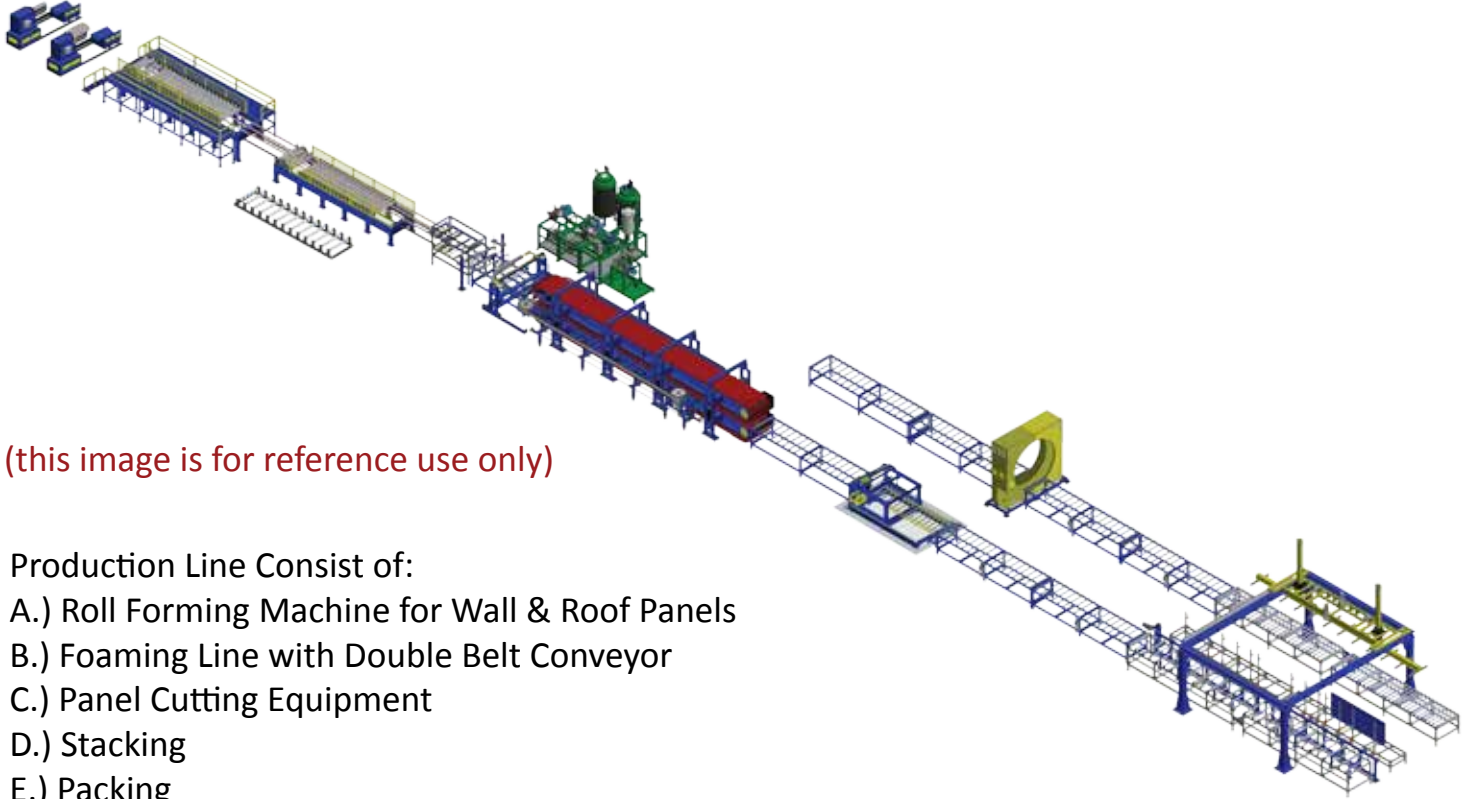 (this image is for reference use only)
Production Line Consist of:
A.) Roll Forming Machine for Wall & Roof Panels
B.) Foaming Line with Double Belt Conveyor
C.) Panel Cutting Equipment
D.) Stacking
E.) Packing